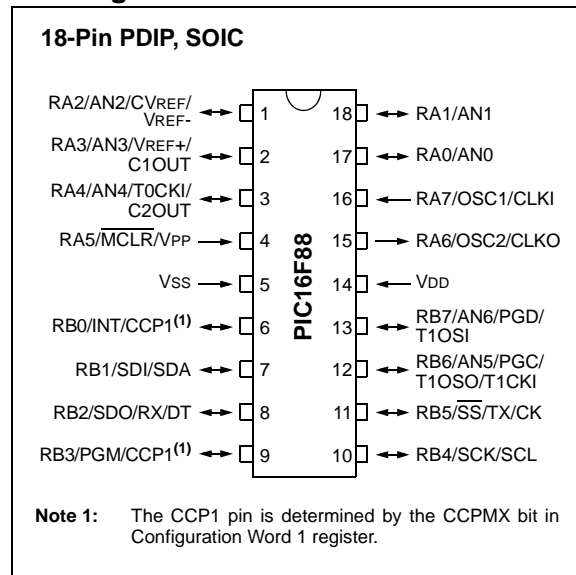 18-Pin PDIP, SOIC
RA2/AN2/CVREF/
VREF-
1
18
RA1/AN1
RA3/AN3/VREF+/
C1OUT
2
17
RA0/AN0
RA4/AN4/T0CKI/
C2OUT
3
16
RA7/OSC1/CLKI
RA5/MCLR/VPP
4
15
RA6/OSC2/CLKO
VSS
5
14
VDD
RB0/INT/CCP1(1)
6
13
RB7/AN6/PGD/
T1OSI
RB1/SDI/SDA
7
12
RB6/AN5/PGC/
T1OSO/T1CKI
RB2/SDO/RX/DT
8
11
RB5/SS/TX/CK
RB3/PGM/CCP1(1)
9
10
RB4/SCK/SCL
PIC16F88
Note 1: The CCP1 pin is determined by the CCPMX bit in
Configuration Word 1 register.